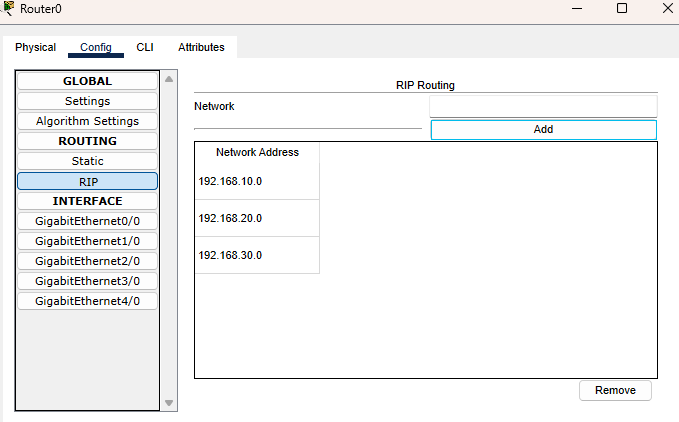 Router0
Physical Config CLI Attributes
GLOBAL
Settings
Algorithm Settings
ROUTING
Static
RIP
INTERFACE
GigabitEthernet0/0
GigabitEthernet1/0
GigabitEthernet2/0
GigabitEthernet3/0
GigabitEthernet4/0
RIP Routing
Network
Add
Network Address
192.168.10.0
192.168.20.0
192.168.30.0
Remove